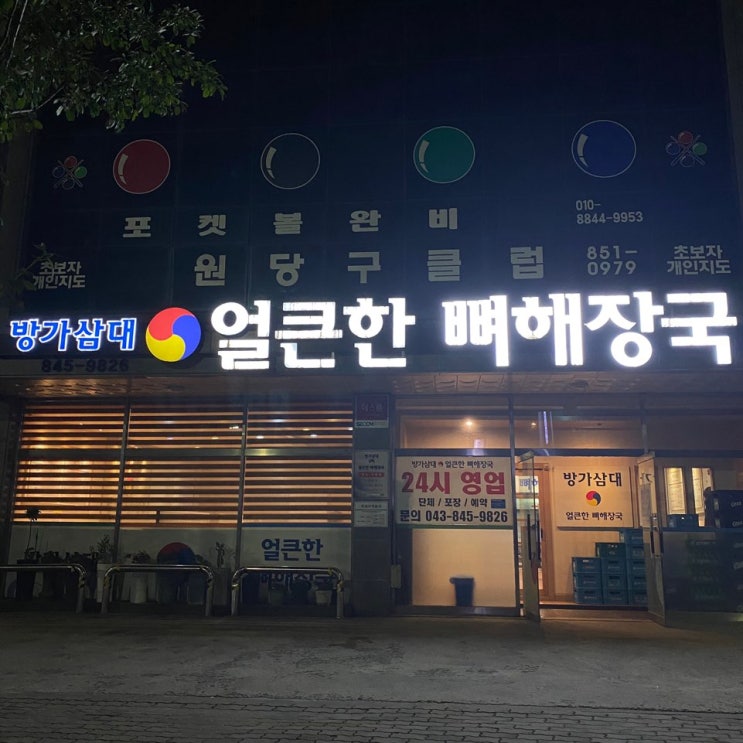 포켓볼완비
010-
8844-9953
원당구클럽
851-
0979
초보자
개인지도
초보자
개인지도
방가삼대 얼큰한 뼈해장국
845-9826
방가삼대 얼큰한 뼈해장국
24시 영업
단체 / 포장 / 예약
문의 043-845-9826
방가삼대
얼큰한 뼈해장국
얼큰한
뼈해장국